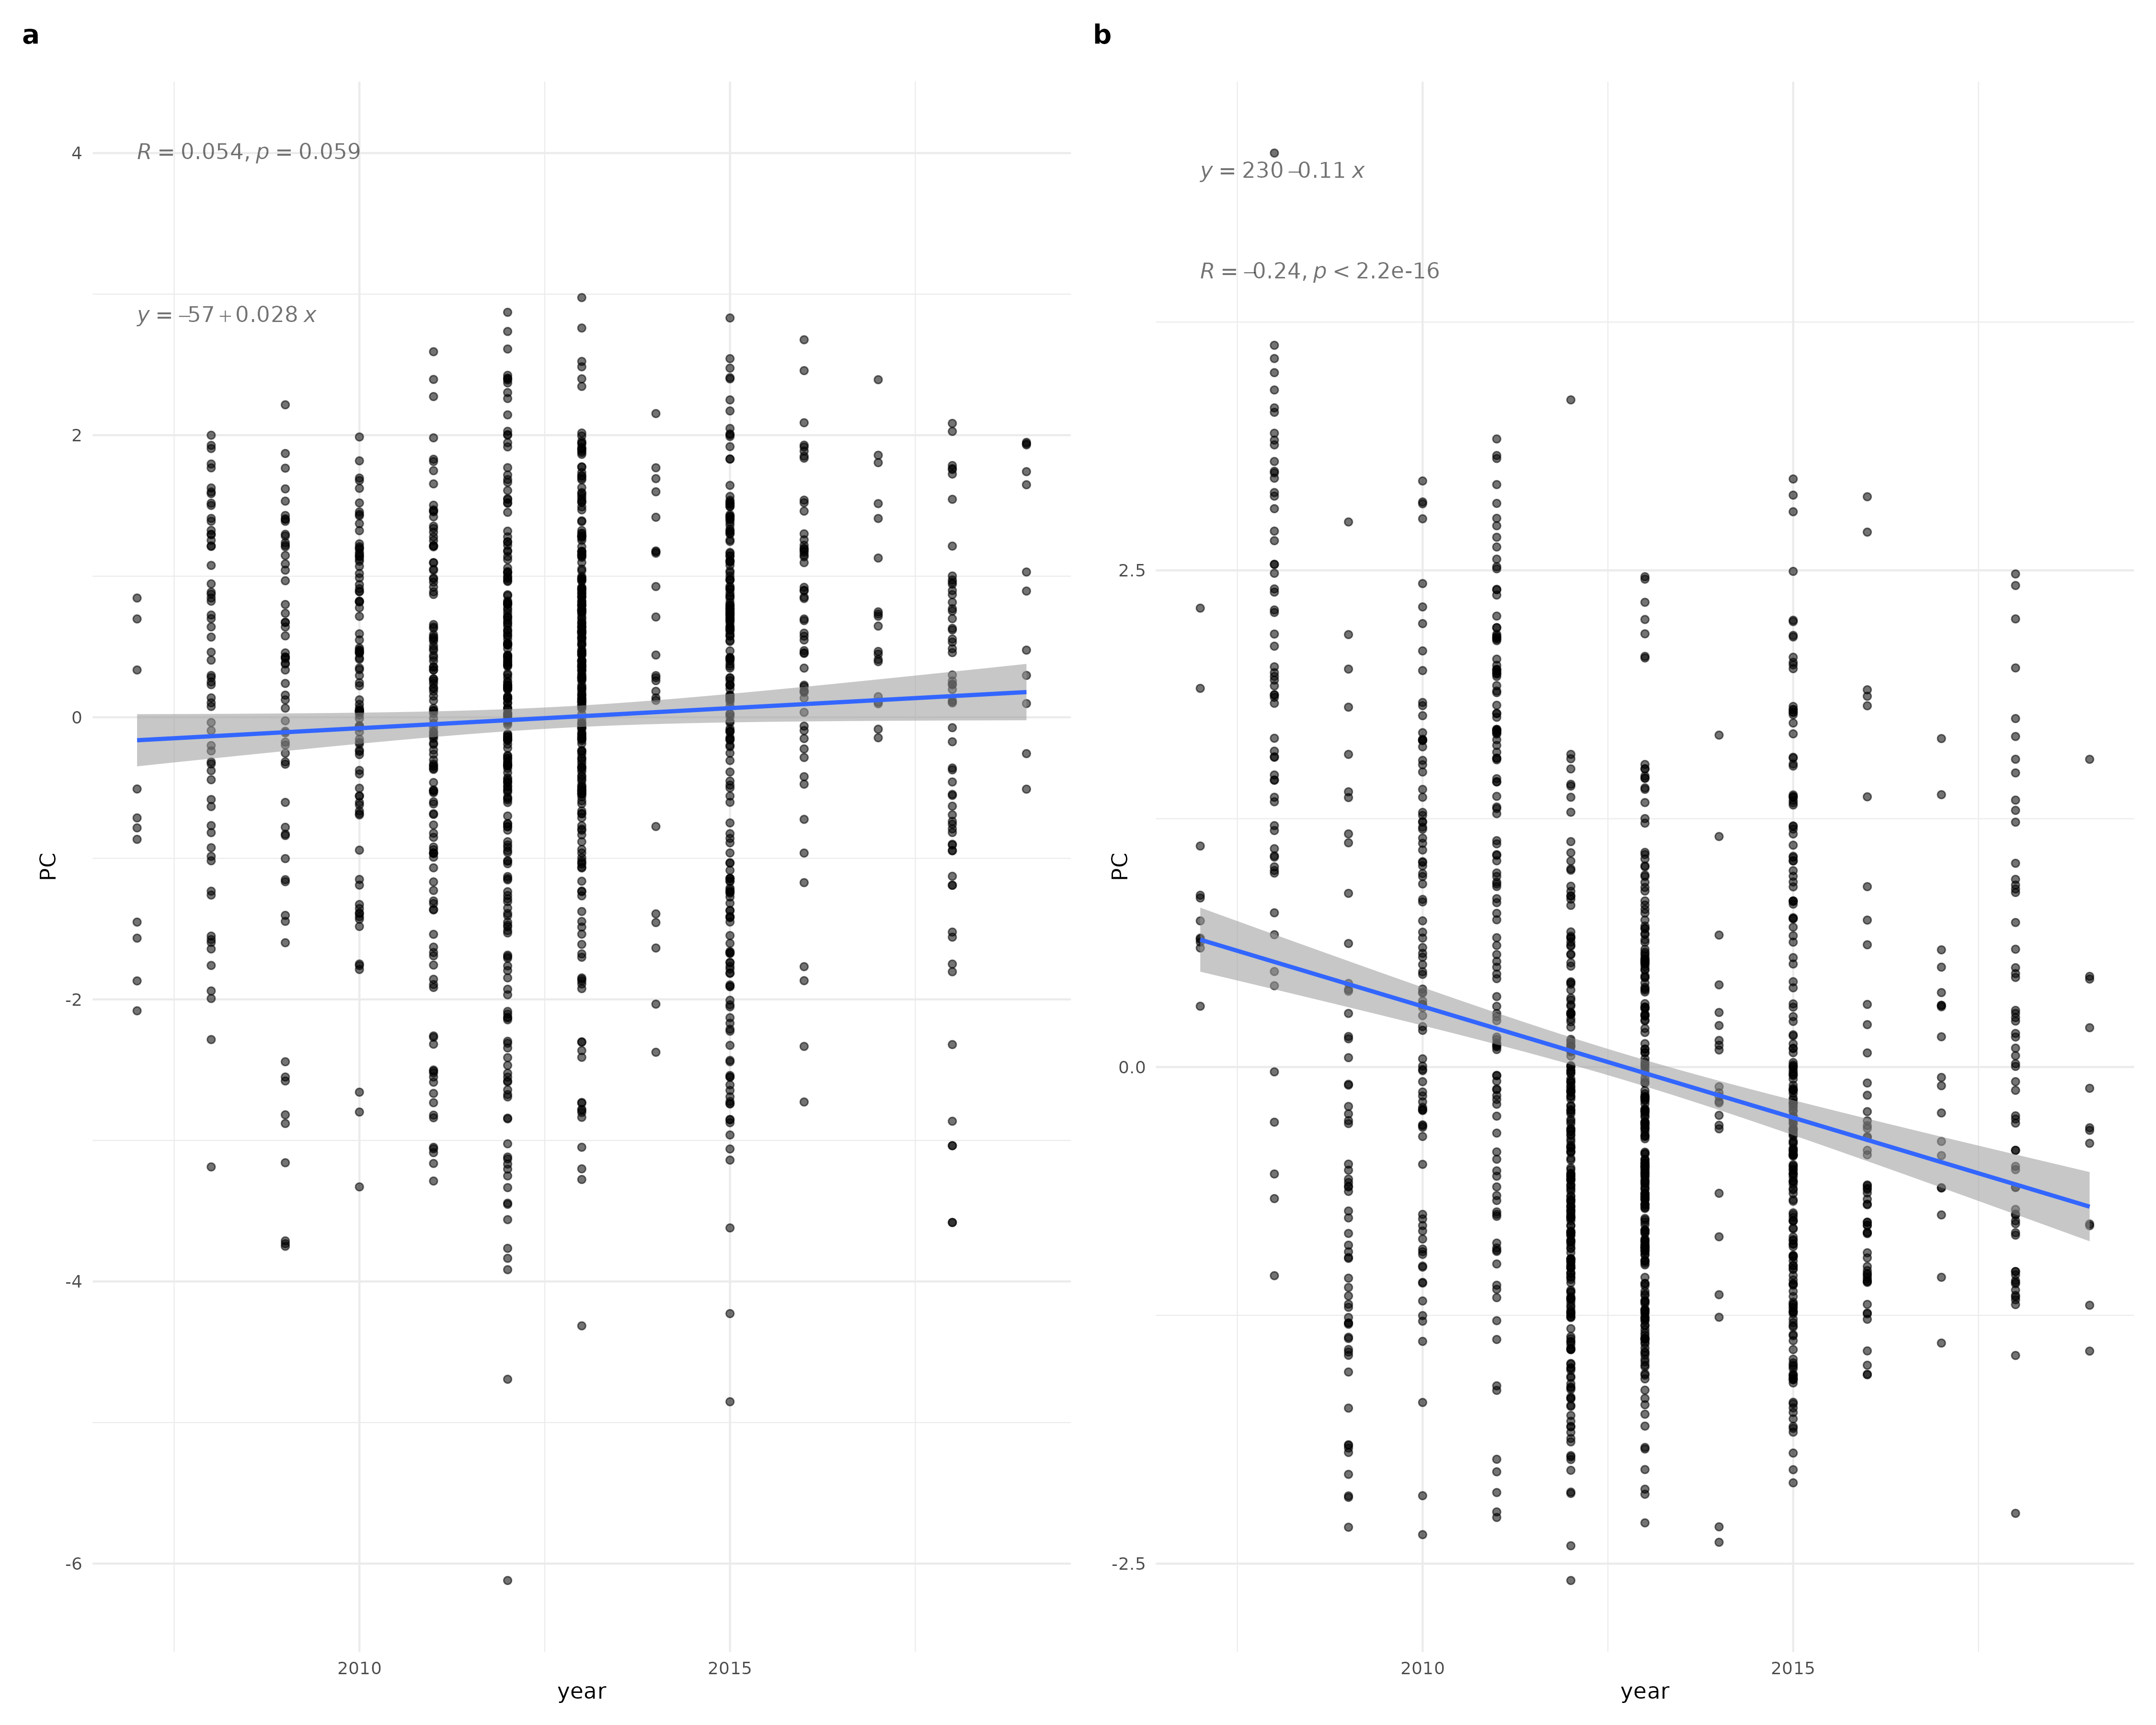 a
R = 0.054, p = 0.059
y = –57 + 0.028 x
4
2
0
-2
-4
-6
PC
2010
2015
year
b
y = 230 – 0.11 x
R = –0.24, p < 2.2e-16
2.5
0.0
-2.5
PC
2010
2015
year